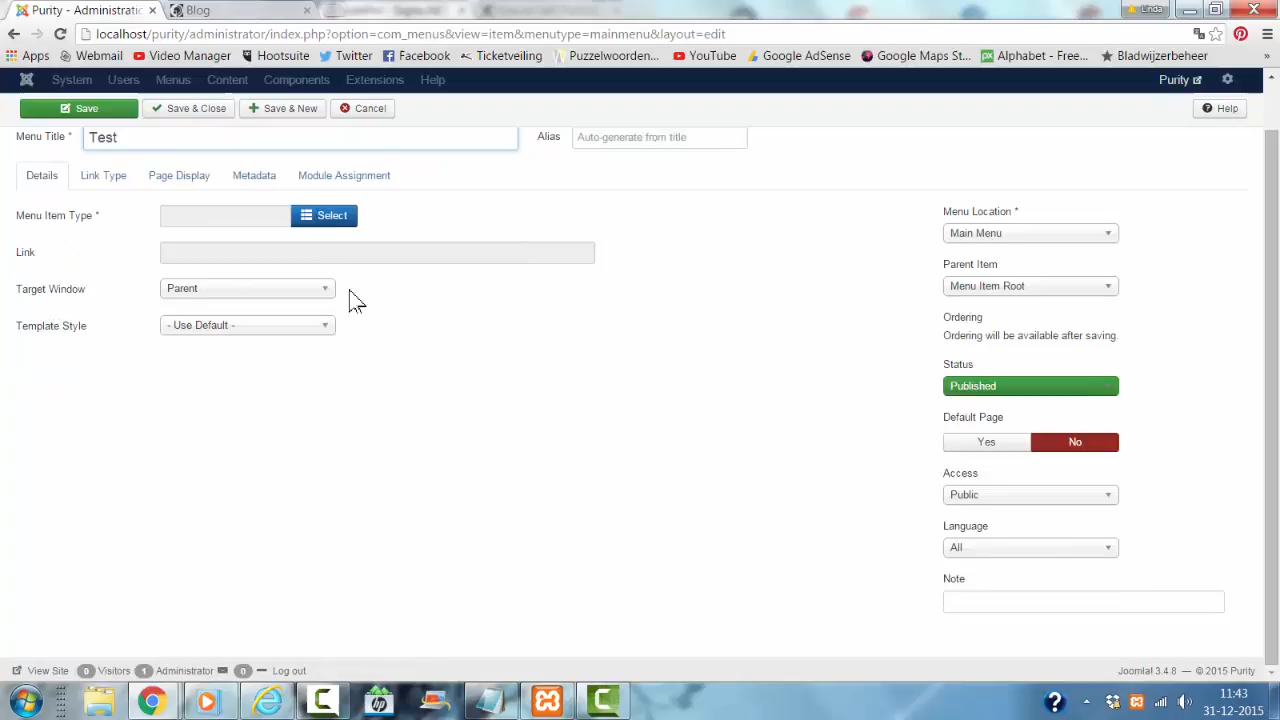 Purity - Administratic
Blog
Linda
localhost/purity/administrator/index.php?option=com_menus&view=item&menutype=mainmenu&layout=edit
Apps Webmail Video Manager Hootsuite Twitter Facebook Ticketveiling Puzzelwoorden... YouTube Google AdSense Google Maps St... Alphabet - Free... Bladwijzerbeheer
System Users Menus Content Components Extensions Help Purity
Save Save & Close Save & New Cancel Help
Menu Title * Test Alias Auto-generate from title
Details Link Type Page Display Metadata Module Assignment
Menu Item Type * Select
Link
Target Window Parent
Template Style - Use Default -
Menu Location *
Main Menu
Parent Item
Menu Item Root
Ordering
Ordering will be available after saving.
Status
Published
Default Page
Yes No
Access
Public
Language
All
Note
View Site 0 Visitors 1 Administrator 0 Log out Joomla! 3.4.8 — © 2015 Purity
11:43
31-12-2015